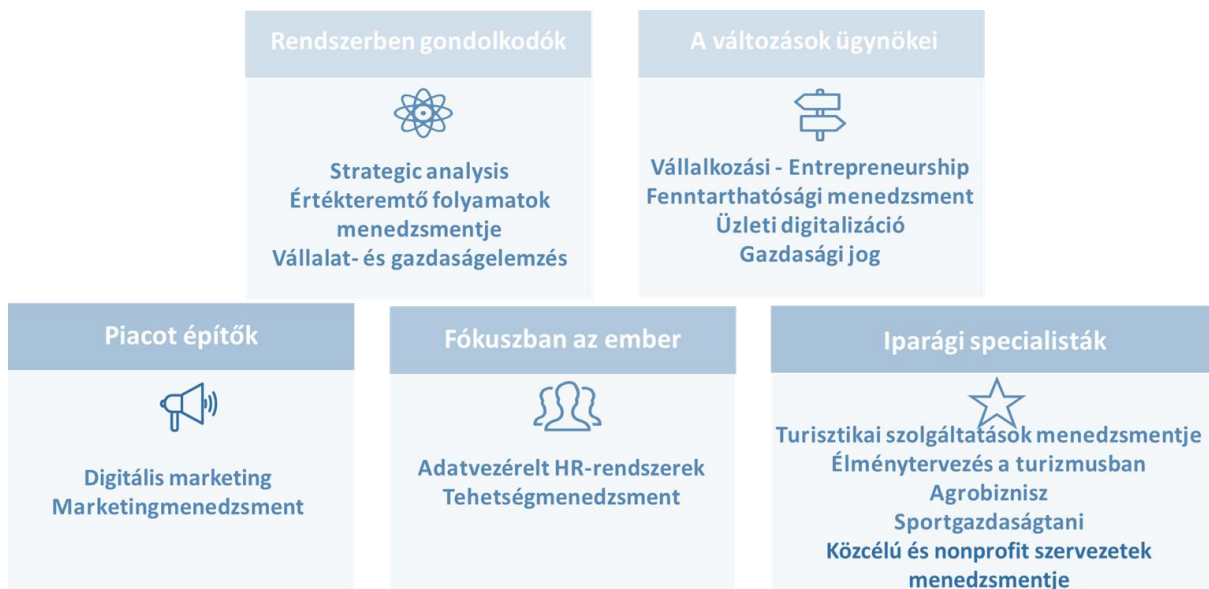 Rendszerben gondolkodók
Strategic analysis
Értékteremtő folyamatok
menedzsmentje
Vállalat- és gazdaságelemzés
A változások ügynökei
Vállalkozási - Entrepreneurship
Fenntarthatósági menedzsment
Üzleti digitalizáció
Gazdasági jog
Piacot építők
Digitális marketing
Marketingmenedzsment
Fókuszban az ember
Adatvezérelt HR-rendszerek
Tehetségmenedzsment
Iparági specialisták
Turisztikai szolgáltatások menedzsmentje
Élménytervezés a turizmusban
Agrobiznisz
Sportgazdaságtani
Közcélú és nonprofit szervezetek
menedzsmentje